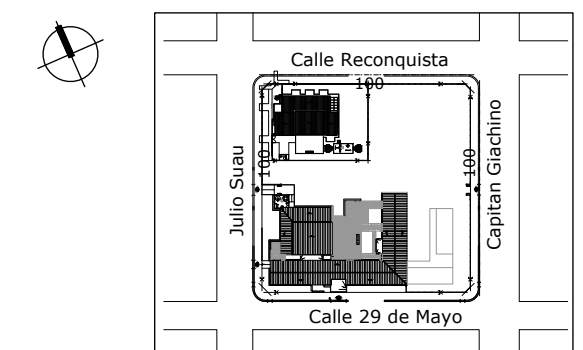 Calle Reconquista
100
Julio Suau
100
100
Capitan Giachino
Calle 29 de Mayo